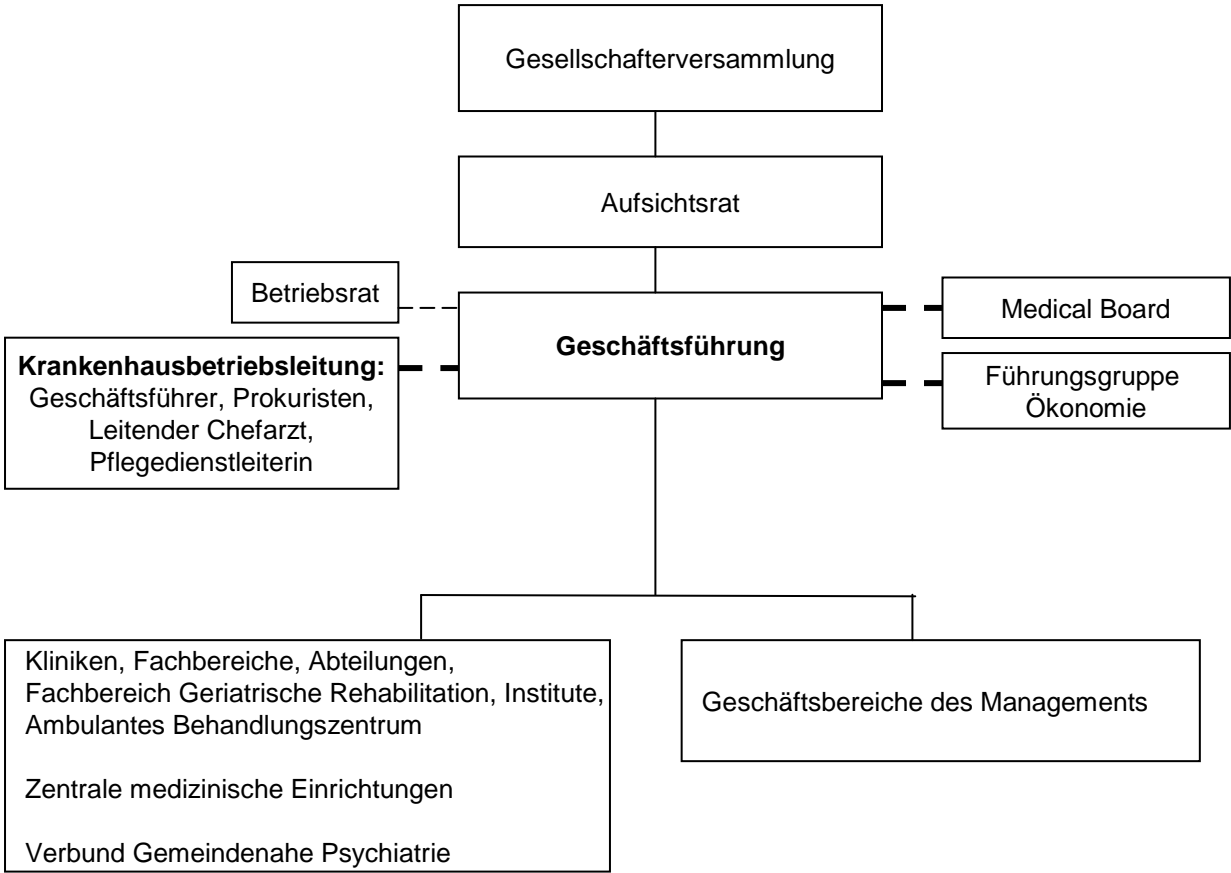 Gesellschafterversammlung
Aufsichtsrat
Betriebsrat
Geschäftsführung
Medical Board
Krankenhausbetriebsleitung:
Geschäftsführer, Prokuristen,
Leitender Chefarzt,
Pflegedienstleiterin
Führungsgruppe
Ökonomie
Kliniken, Fachbereiche, Abteilungen,
Fachbereich Geriatrische Rehabilitation, Institute,
Ambulantes Behandlungszentrum
Zentrale medizinische Einrichtungen
Verbund Gemeindenahe Psychiatrie
Geschäftsbereiche des Managements